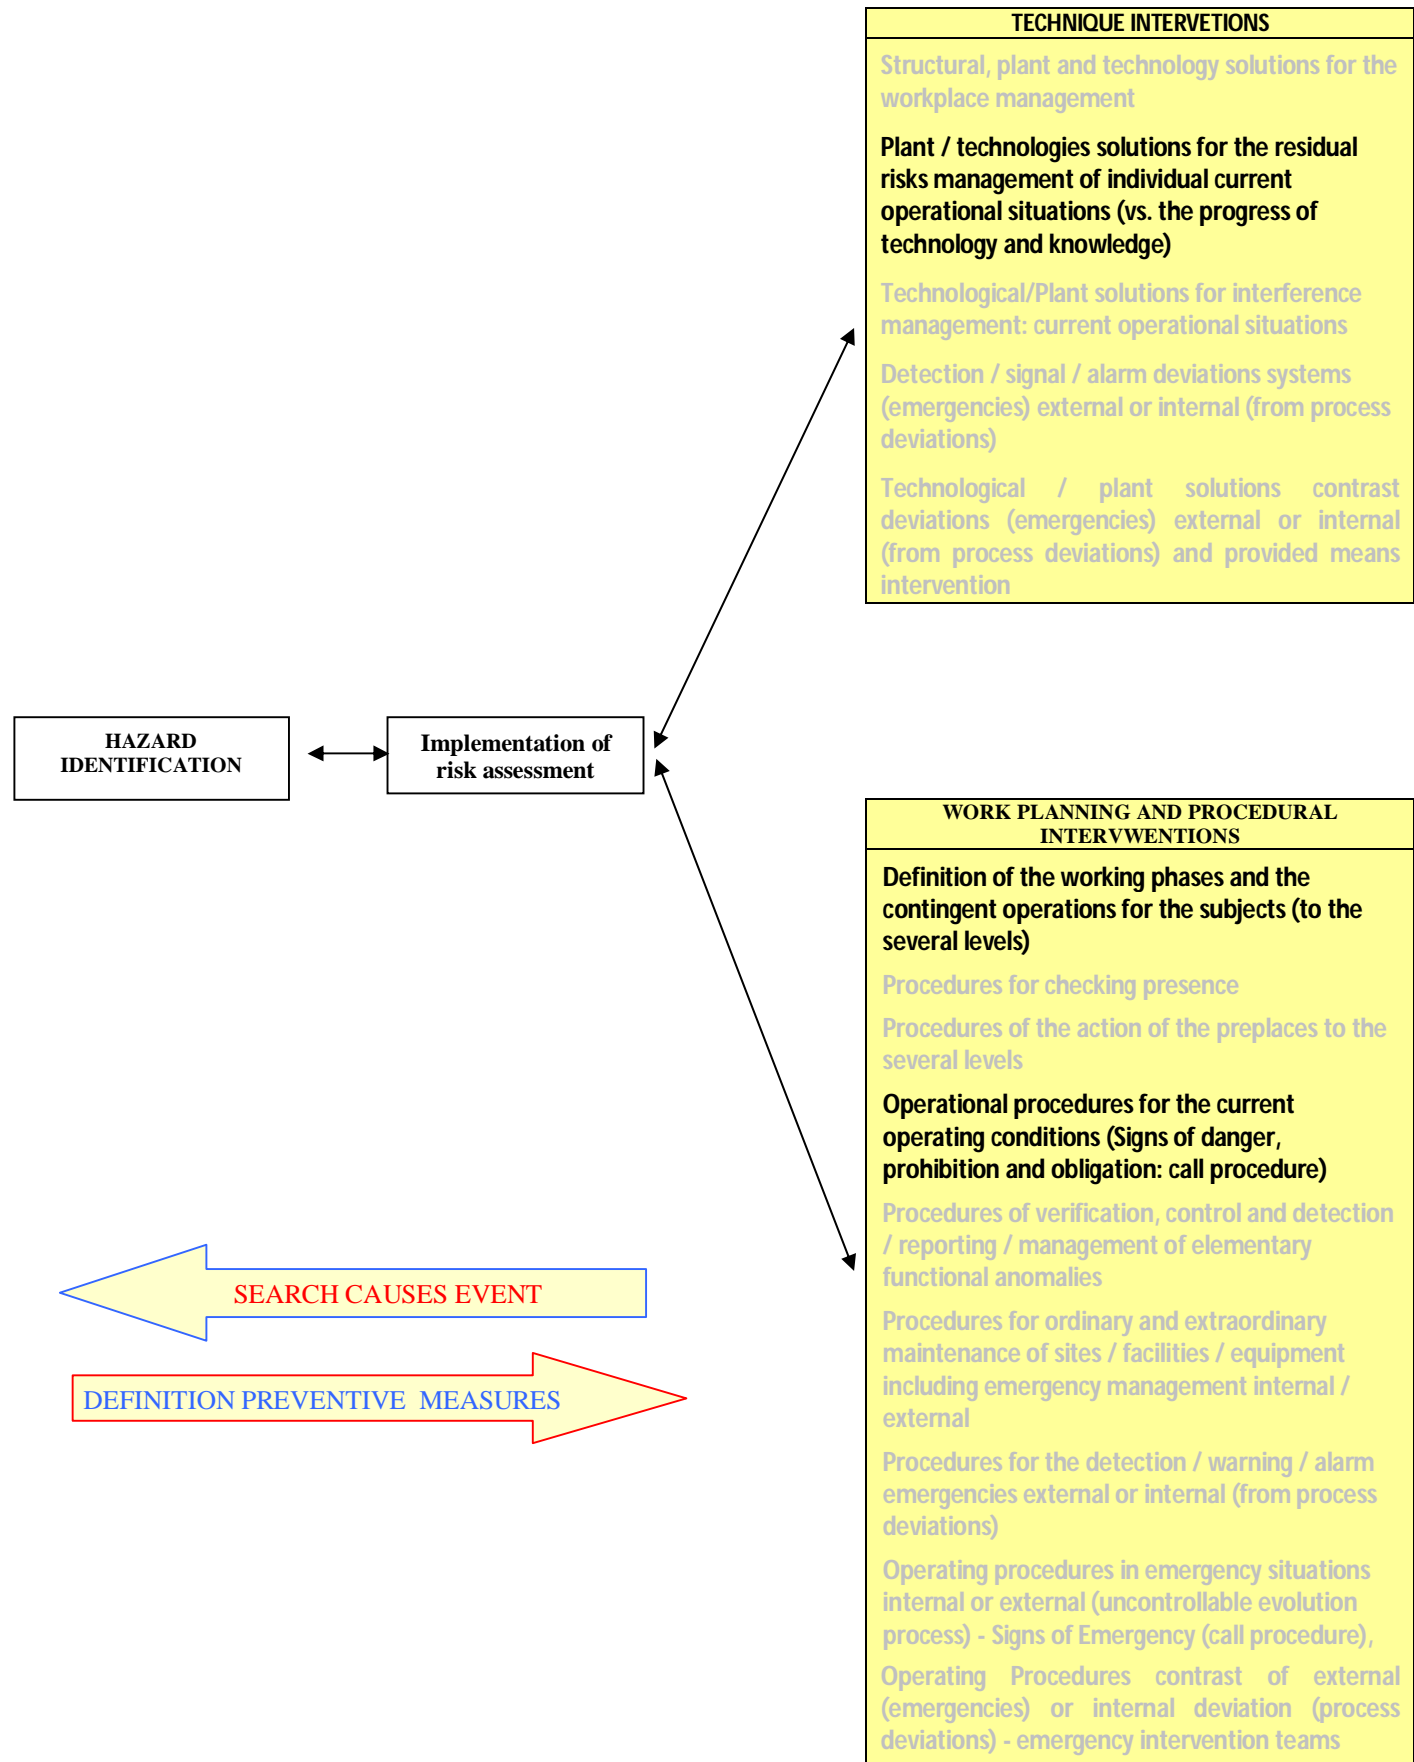 TECHNIQUE INTERVETIONS
Structural, plant and technology solutions for the
workplace management
Plant / technologies solutions for the residual
risks management of individual current
operational situations (vs. the progress of
technology and knowledge)
Technological/Plant solutions for interference
management: current operational situations
Detection / signal / alarm deviations systems
(emergencies) external or internal (from process
deviations)
Technological / plant solutions contrast
deviations (emergencies) external or internal
(from process deviations) and provided means
intervention
HAZARD
IDENTIFICATION
Implementation of
risk assessment
WORK PLANNING AND PROCEDURAL
INTERVWENTIONS
Definition of the working phases and the
contingent operations for the subjects (to the
several levels)
Procedures for checking presence
Procedures of the action of the preplaces to the
several levels
Operational procedures for the current
operating conditions (Signs of danger,
prohibition and obligation: call procedure)
Procedures of verification, control and detection
/ reporting / management of elementary
functional anomalies
Procedures for ordinary and extraordinary
maintenance of sites / facilities / equipment
including emergency management internal /
external
Procedures for the detection / warning / alarm
emergencies external or internal (from process
deviations)
Operating procedures in emergency situations
internal or external (uncontrollable evolution
process) - Signs of Emergency (call procedure),
Operating Procedures contrast of external
(emergencies) or internal deviation (process
deviations) - emergency intervention teams
SEARCH CAUSES EVENT
DEFINITION PREVENTIVE MEASURES